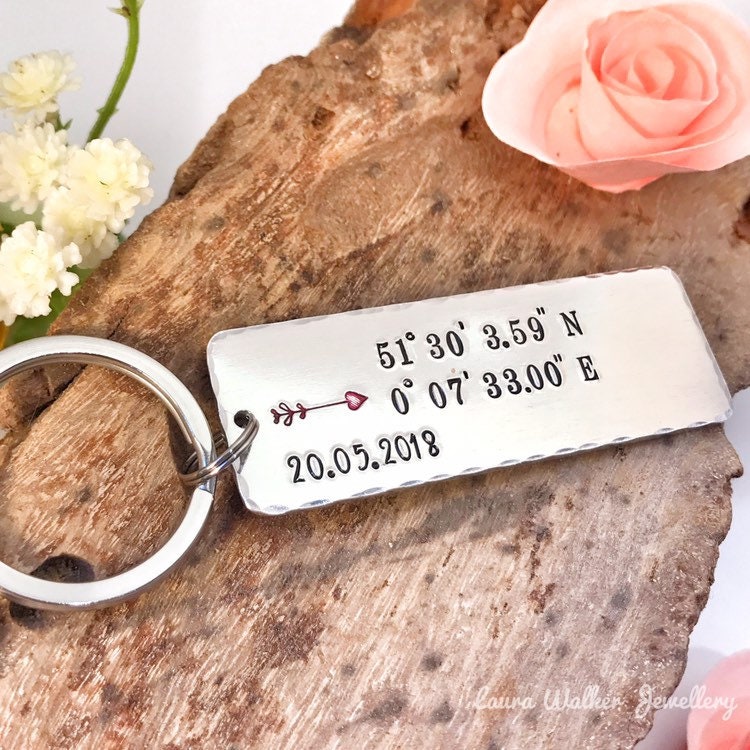 51° 30' 3.59" N
0° 07' 33.00" E
20.05.2018
Laura Walker Jewellery